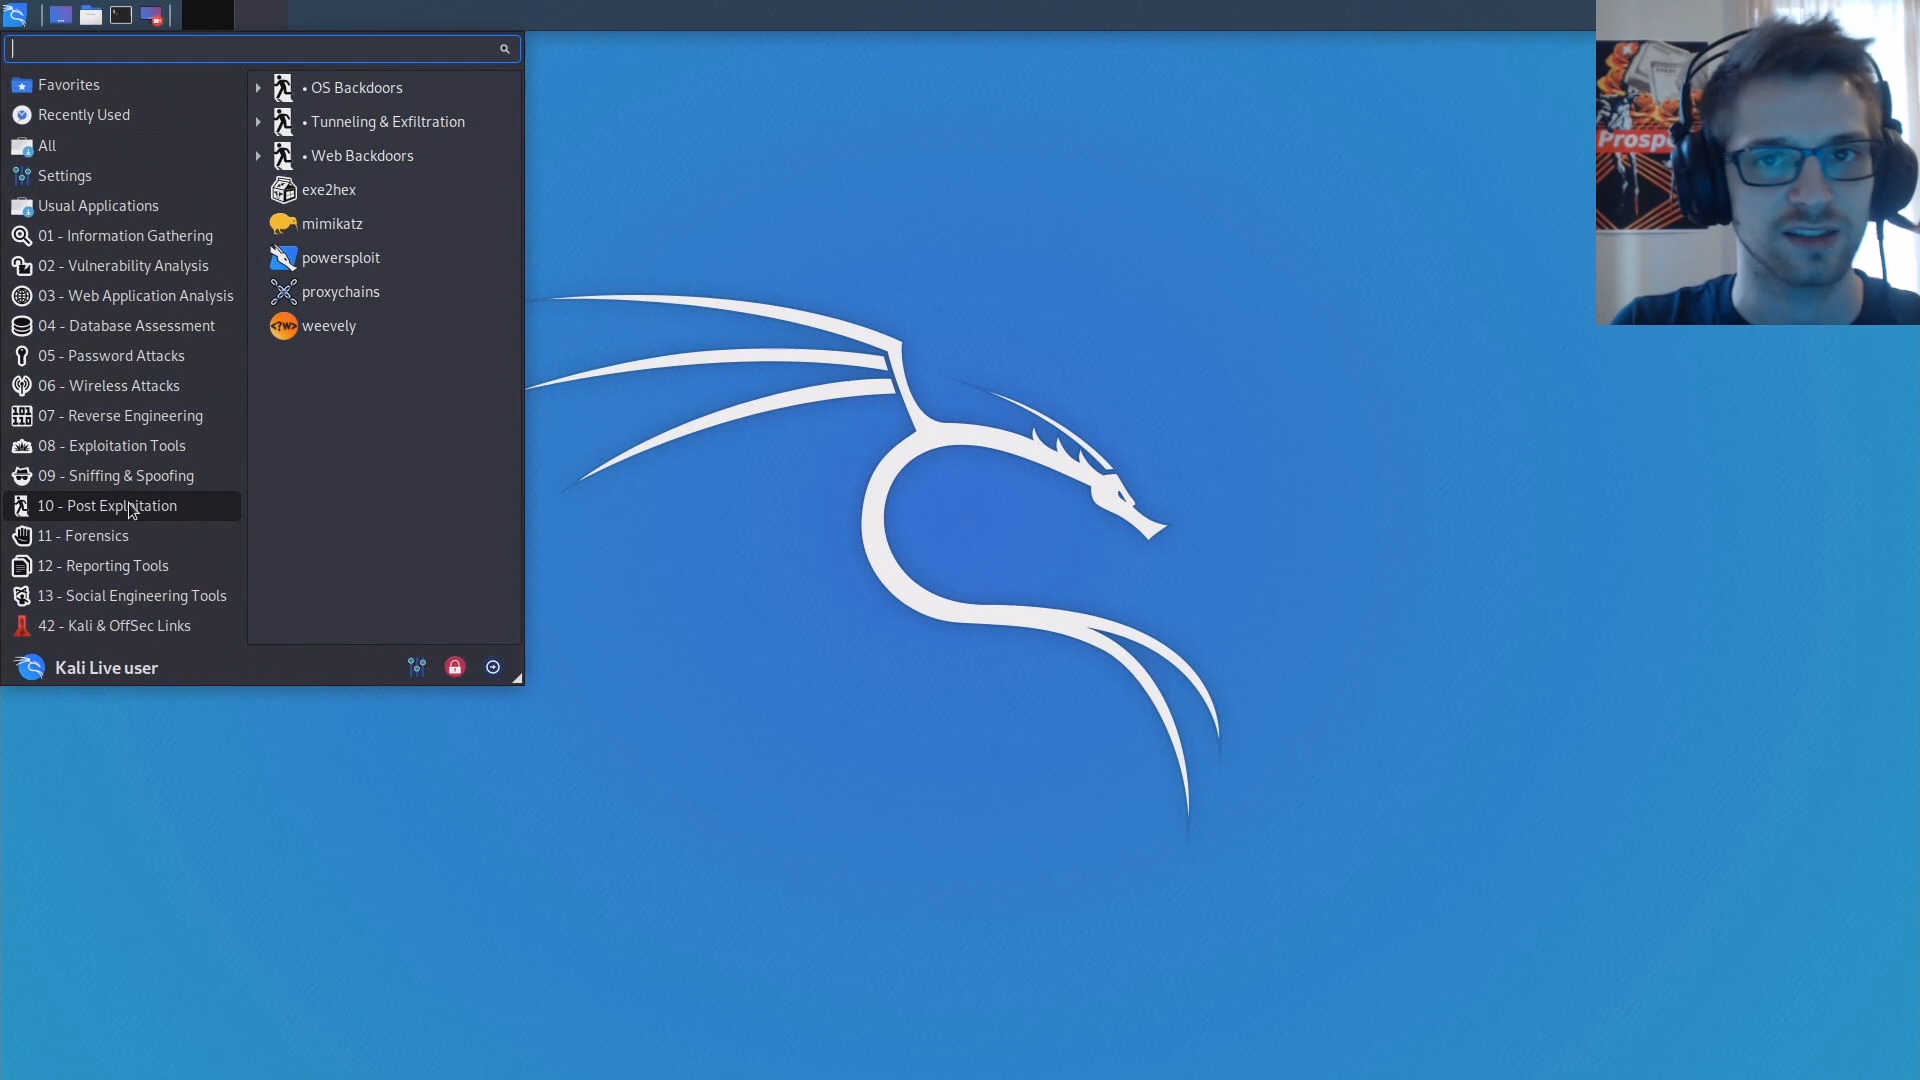 Favorites
Recently Used
All
Settings
Usual Applications
01 - Information Gathering
02 - Vulnerability Analysis
03 - Web Application Analysis
04 - Database Assessment
05 - Password Attacks
06 - Wireless Attacks
07 - Reverse Engineering
08 - Exploitation Tools
09 - Sniffing & Spoofing
10 - Post Exploitation
11 - Forensics
12 - Reporting Tools
13 - Social Engineering Tools
42 - Kali & OffSec Links
• OS Backdoors
• Tunneling & Exfiltration
• Web Backdoors
exe2hex
mimikatz
powersploit
proxychains
<?w>
weevely
Kali Live user
Prosp